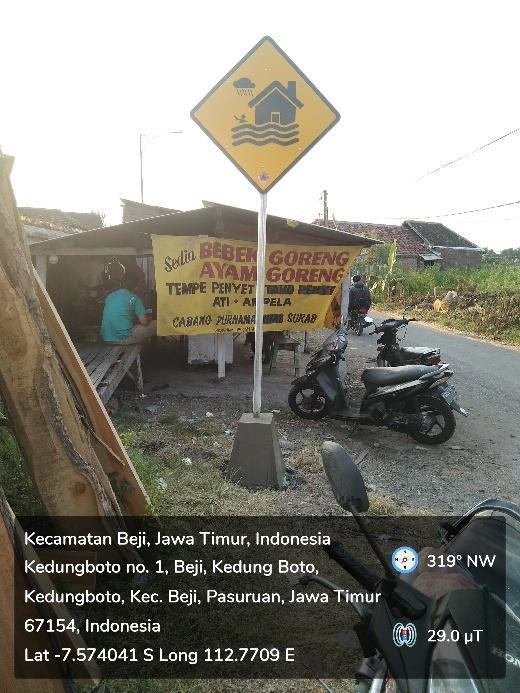 Sedia BEBEK GORENG
AYAM GORENG
TEMPE PENYET
ATI - AMPELA
CABANG SURAB
Kecamatan Beji, Jawa Timur, Indonesia
Kedungboto no. 1, Beji, Kedung Boto,
Kedungboto, Kec. Beji, Pasuruan, Jawa Timur
67154, Indonesia
Lat -7.574041 S Long 112.7709 E
319° NW
29.0 µT